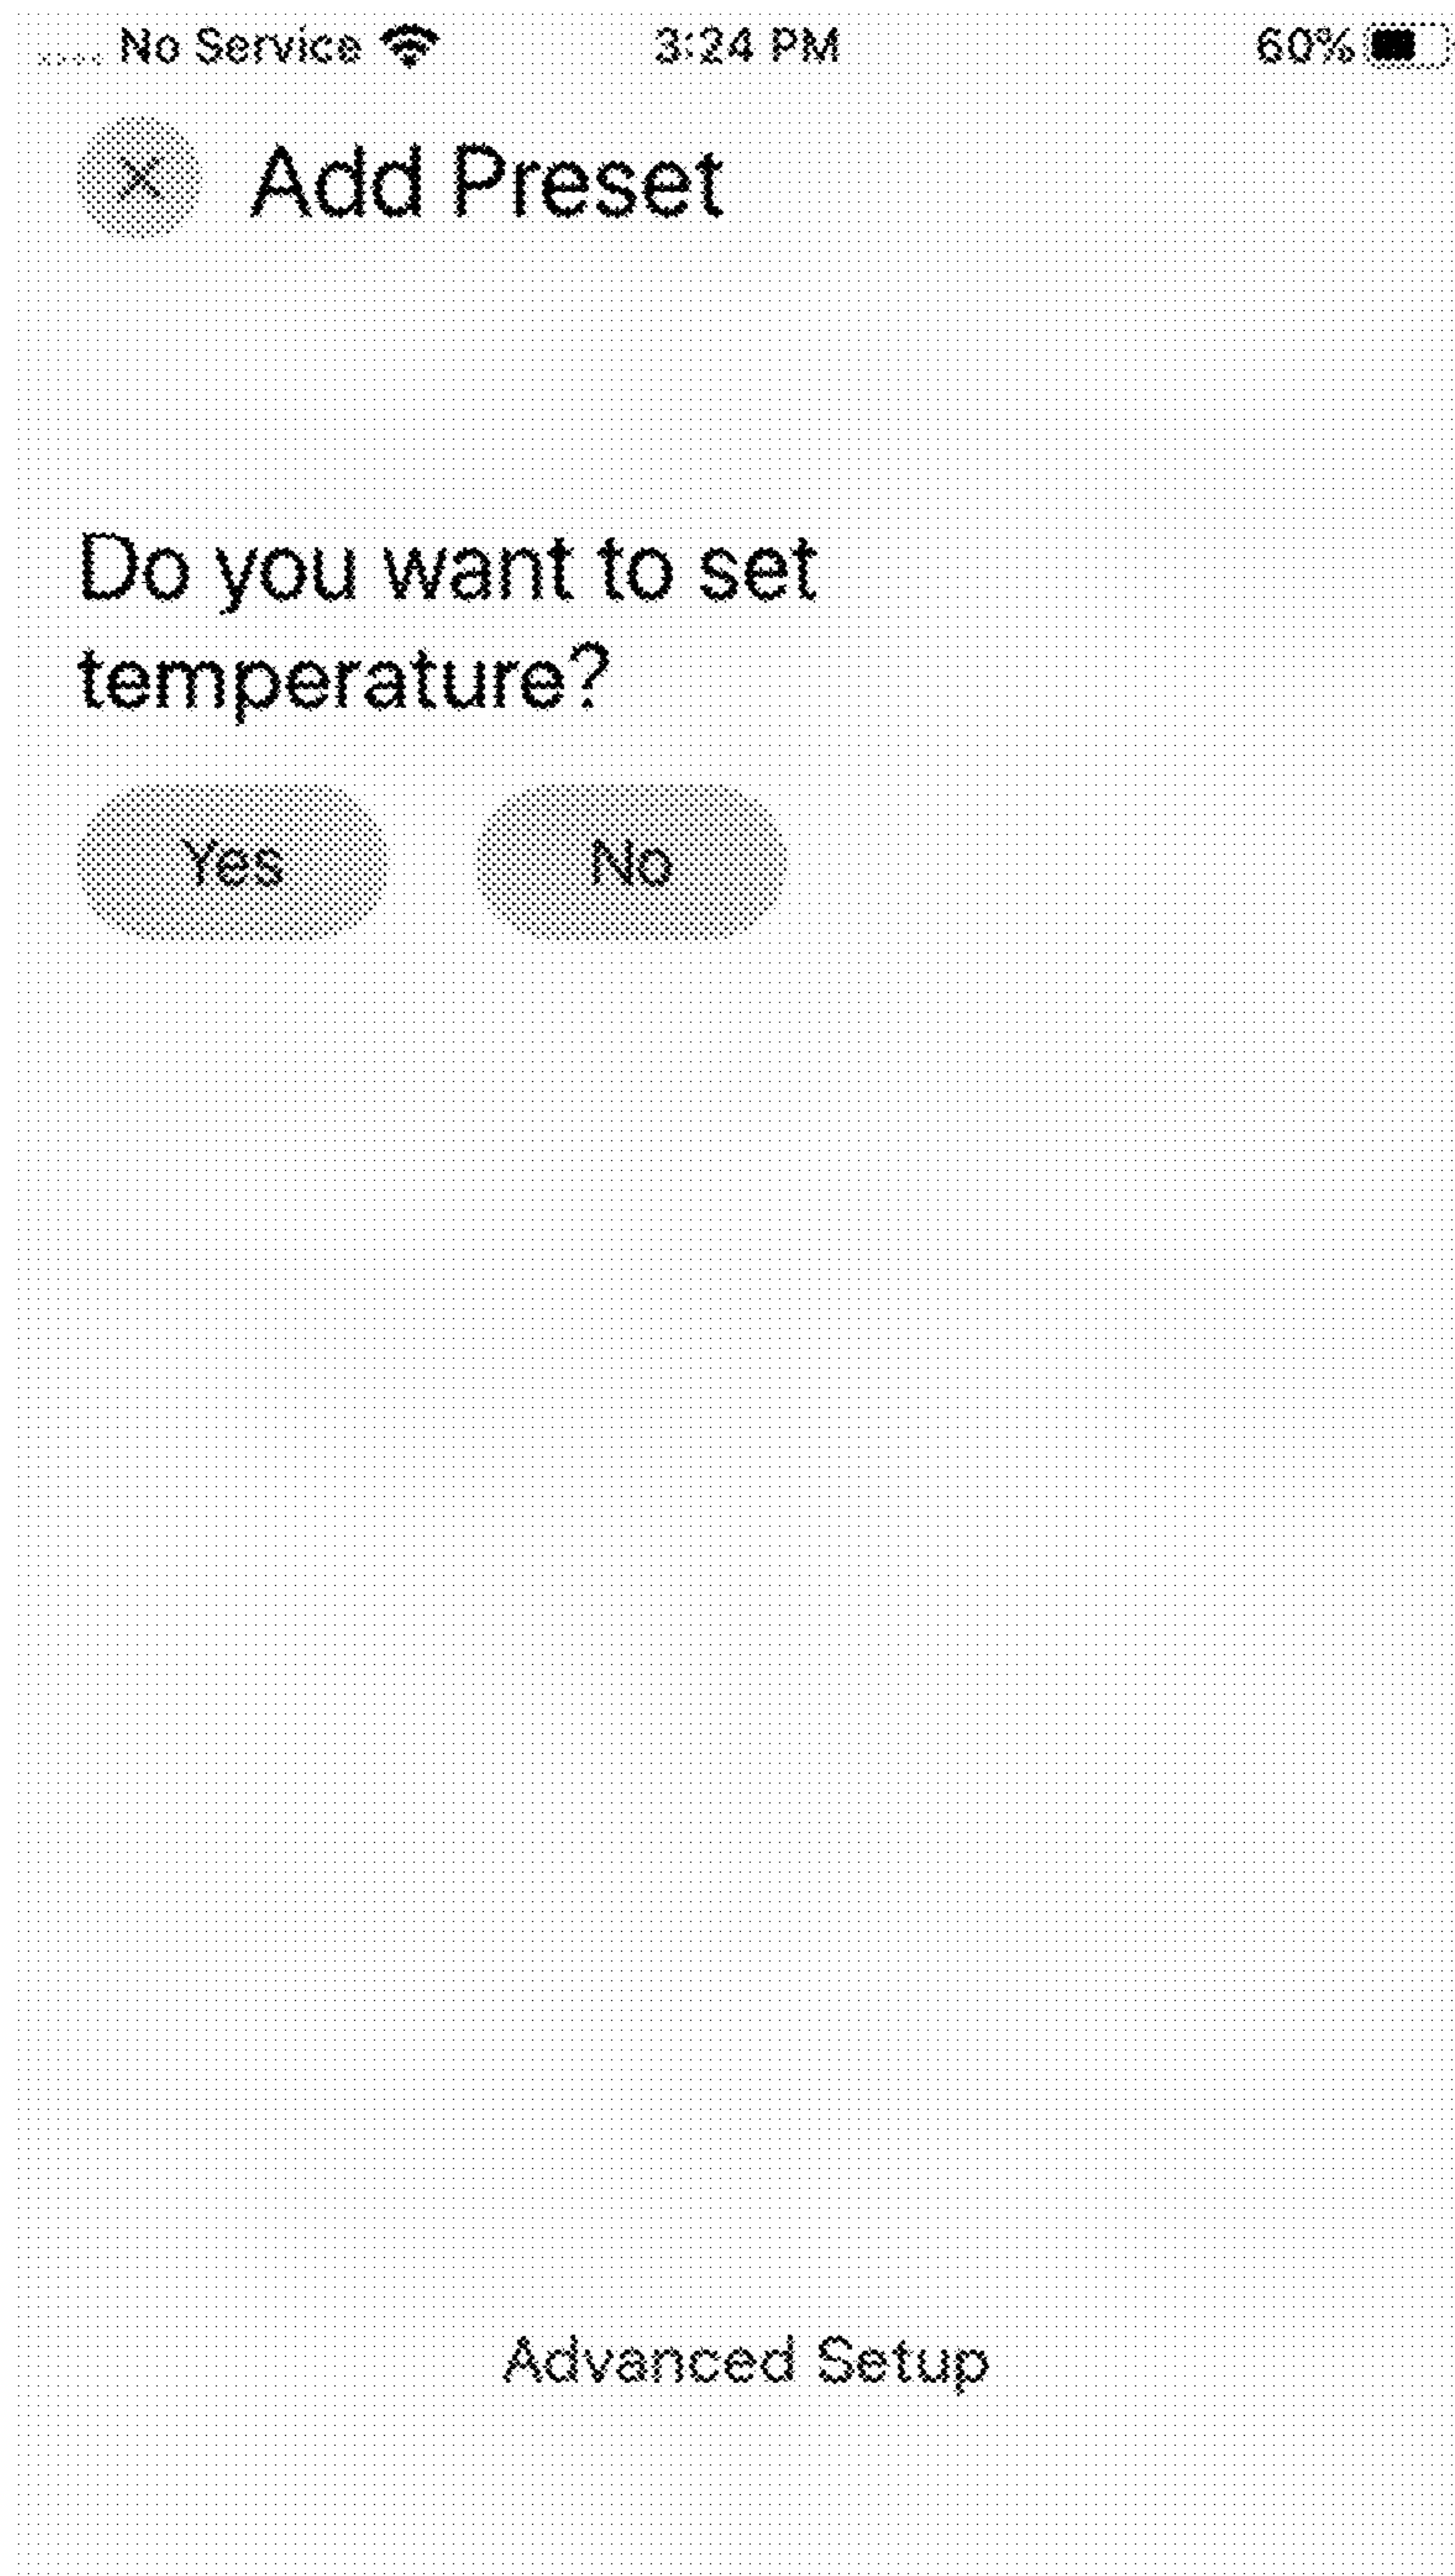 No Service 3:24 PM 60%
Add Preset
Do you want to set
temperature?
Yes No
Advanced Setup